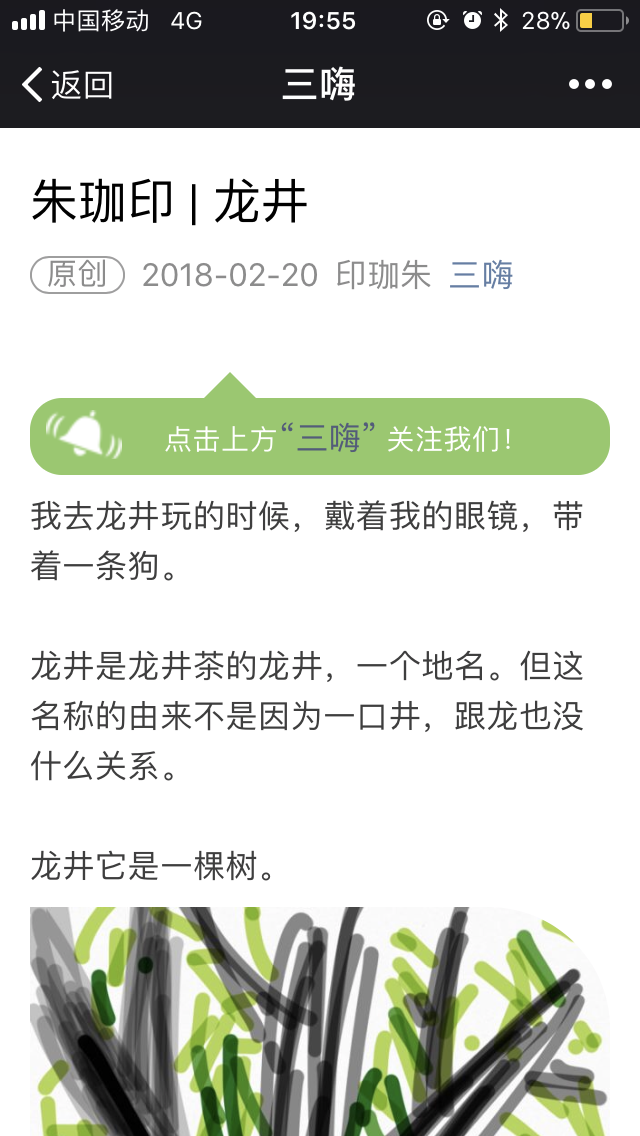 中国移动 4G 19:55 28%
返回 三嗨
朱珈印 | 龙井
原创 2018-02-20 印珈朱 三嗨
点击上方“三嗨” 关注我们!
我去龙井玩的时候，戴着我的眼镜，带
着一条狗。
龙井是龙井茶的龙井，一个地名。但这
名称的由来不是因为一口井，跟龙也没
什么关系。
龙井它是一棵树。